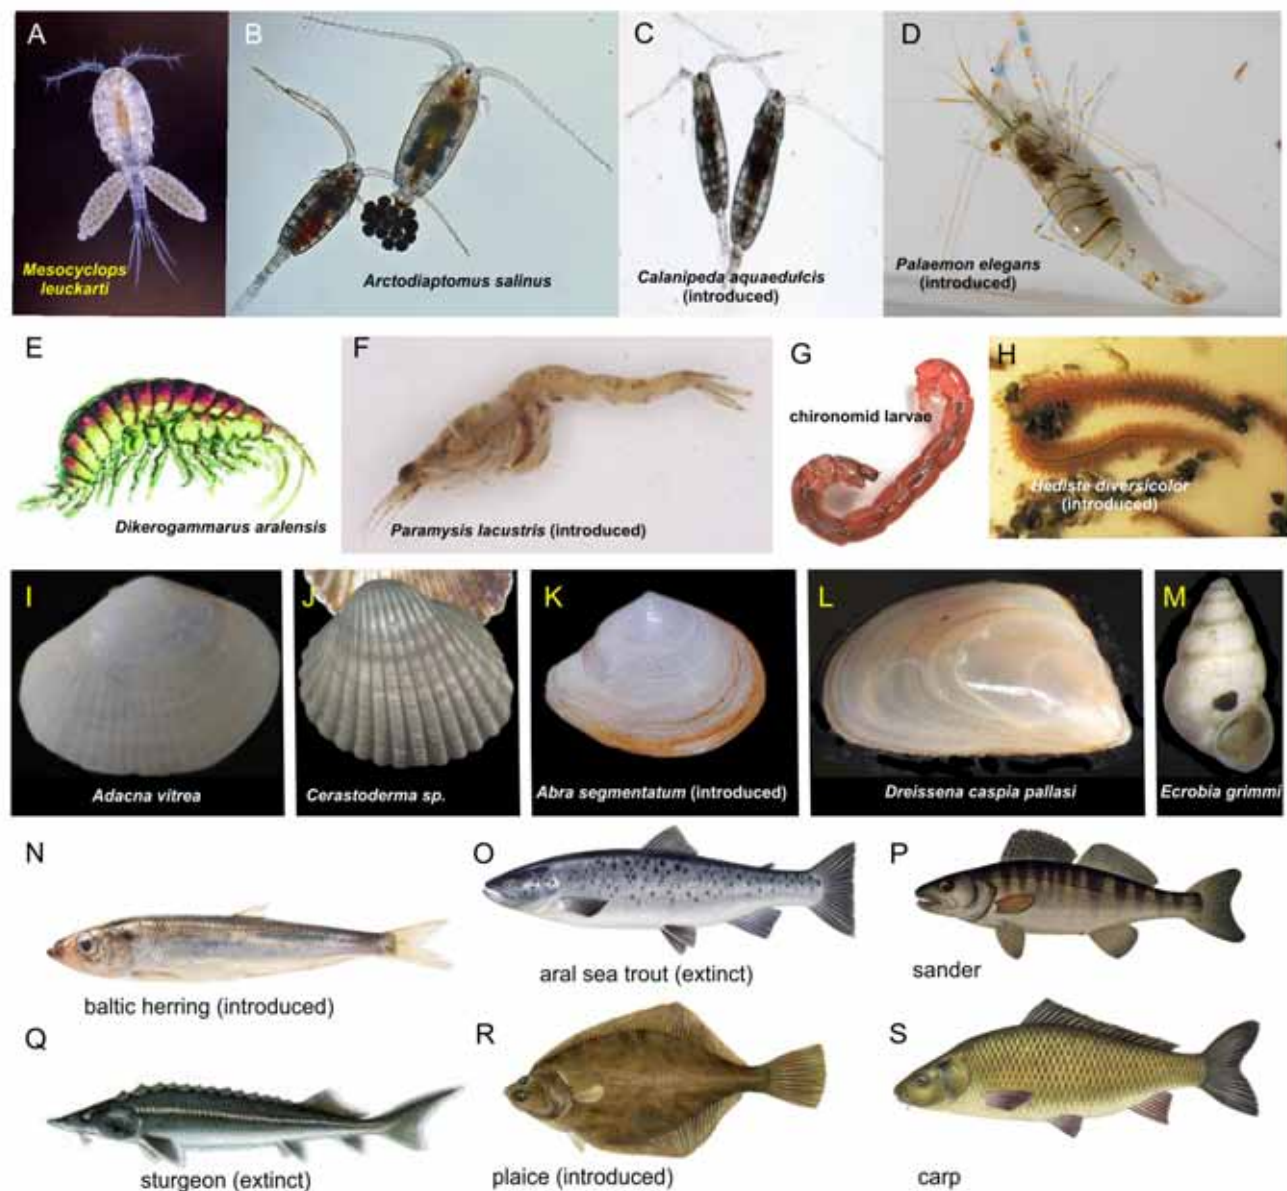 A
B
C
D
Mesocyclops
leuckarti
Arctodiaptomus salinus
Calanipeda aquaedulcis
(introduced)
Palaemon elegans
(introduced)
E
F
G
H
chironomid larvae
Dikerogammarus aralensis
Paramysis lacustris (introduced)
Hediste diversicolor
(introduced)
I
J
K
L
M
Adacna vitrea
Cerastoderma sp.
Abra segmentatum (introduced)
Dreissena caspia pallasi
Ecrobia grimmi
N
O
P
baltic herring (introduced)
aral sea trout (extinct)
sander
Q
R
S
sturgeon (extinct)
plaice (introduced)
carp